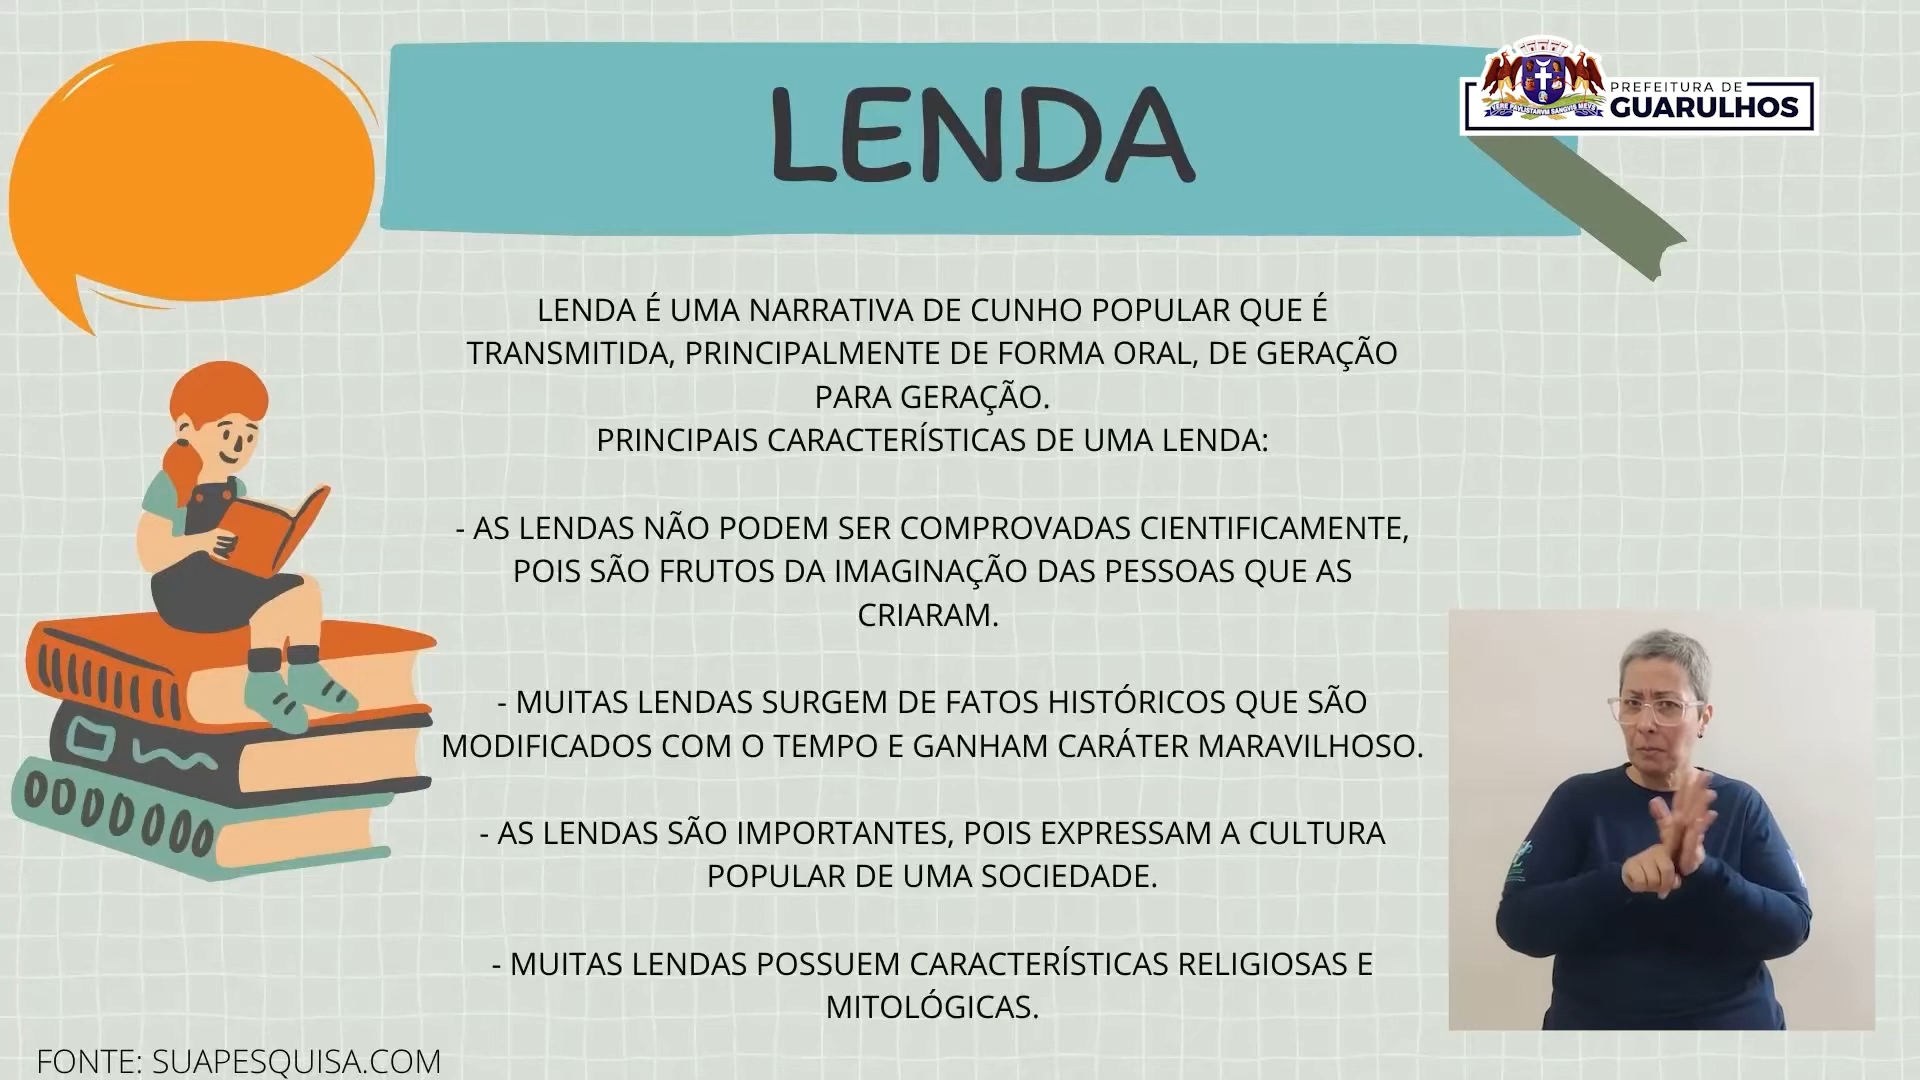 LENDA
PREFEITURA DE
GUARULHOS
LENDA É UMA NARRATIVA DE CUNHO POPULAR QUE É
TRANSMITIDA, PRINCIPALMENTE DE FORMA ORAL, DE GERAÇÃO
PARA GERAÇÃO.
PRINCIPAIS CARACTERÍSTICAS DE UMA LENDA:
- AS LENDAS NÃO PODEM SER COMPROVADAS CIENTIFICAMENTE,
POIS SÃO FRUTOS DA IMAGINAÇÃO DAS PESSOAS QUE AS
CRIARAM.
- MUITAS LENDAS SURGEM DE FATOS HISTÓRICOS QUE SÃO
MODIFICADOS COM O TEMPO E GANHAM CARÁTER MARAVILHOSO.
- AS LENDAS SÃO IMPORTANTES, POIS EXPRESSAM A CULTURA
POPULAR DE UMA SOCIEDADE.
- MUITAS LENDAS POSSUEM CARACTERÍSTICAS RELIGIOSAS E
MITOLÓGICAS.
FONTE: SUAPESQUISA.COM